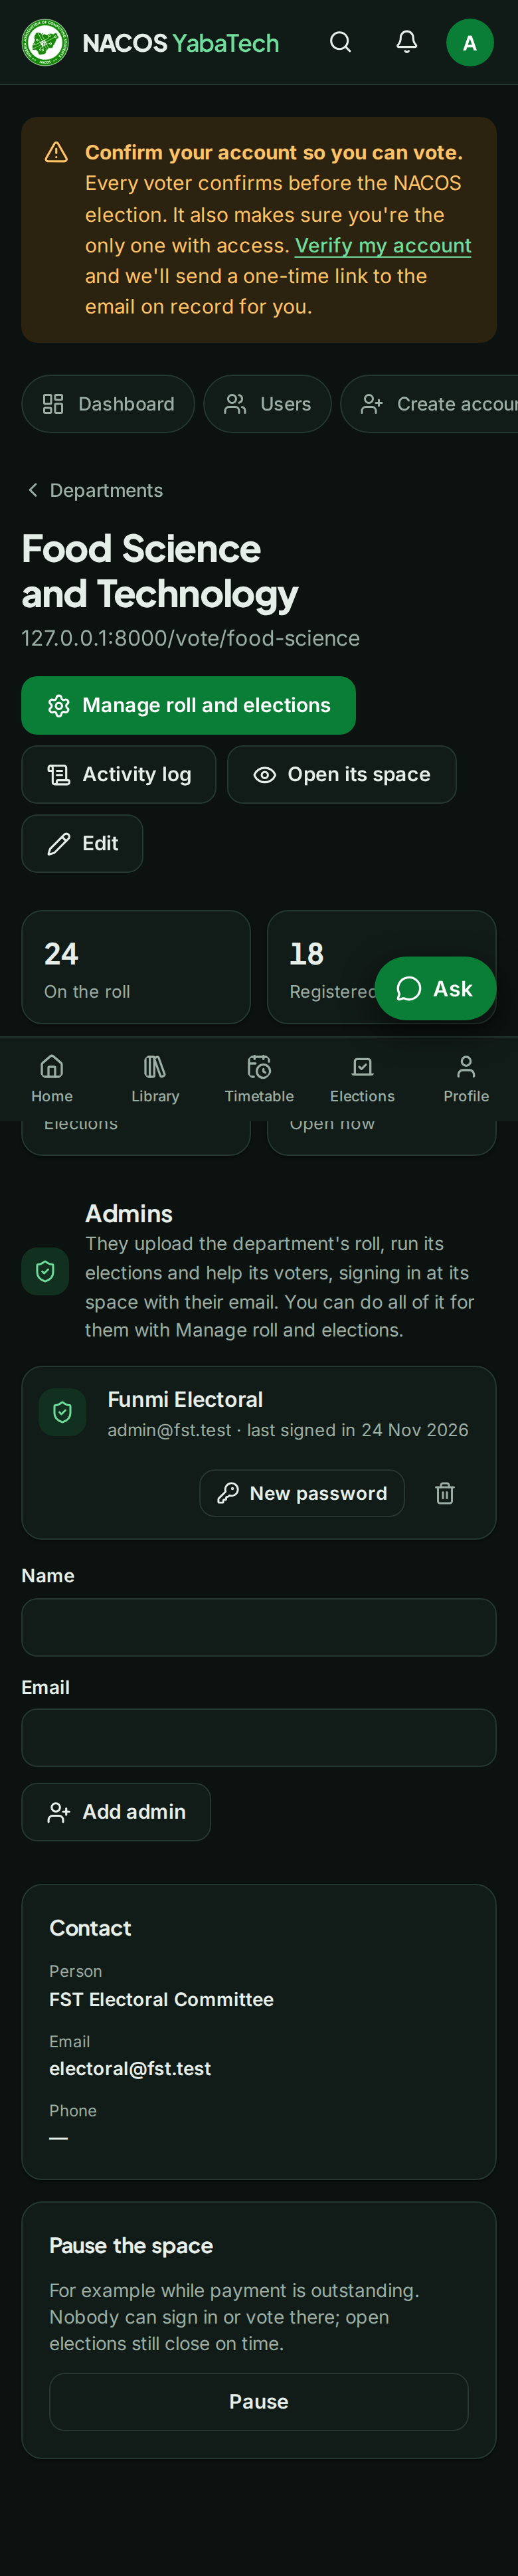 NACOS YabaTech
A
Confirm your account so you can vote.
Every voter confirms before the NACOS
election. It also makes sure you're the
only one with access. Verify my account
and we'll send a one-time link to the
email on record for you.
Dashboard
Users
Create accour
Departments
Food Science
and Technology
127.0.0.1:8000/vote/food-science
Manage roll and elections
Activity log
Open its space
Edit
24
On the roll
18
Registered
Ask
Home
Library
Timetable
Elections
Profile
Elections
Open now
Admins
They upload the department's roll, run its
elections and help its voters, signing in at its
space with their email. You can do all of it for
them with Manage roll and elections.
Funmi Electoral
admin@fst.test · last signed in 24 Nov 2026
New password
Name
Email
Add admin
Contact
Person
FST Electoral Committee
Email
electoral@fst.test
Phone
—
Pause the space
For example while payment is outstanding.
Nobody can sign in or vote there; open
elections still close on time.
Pause